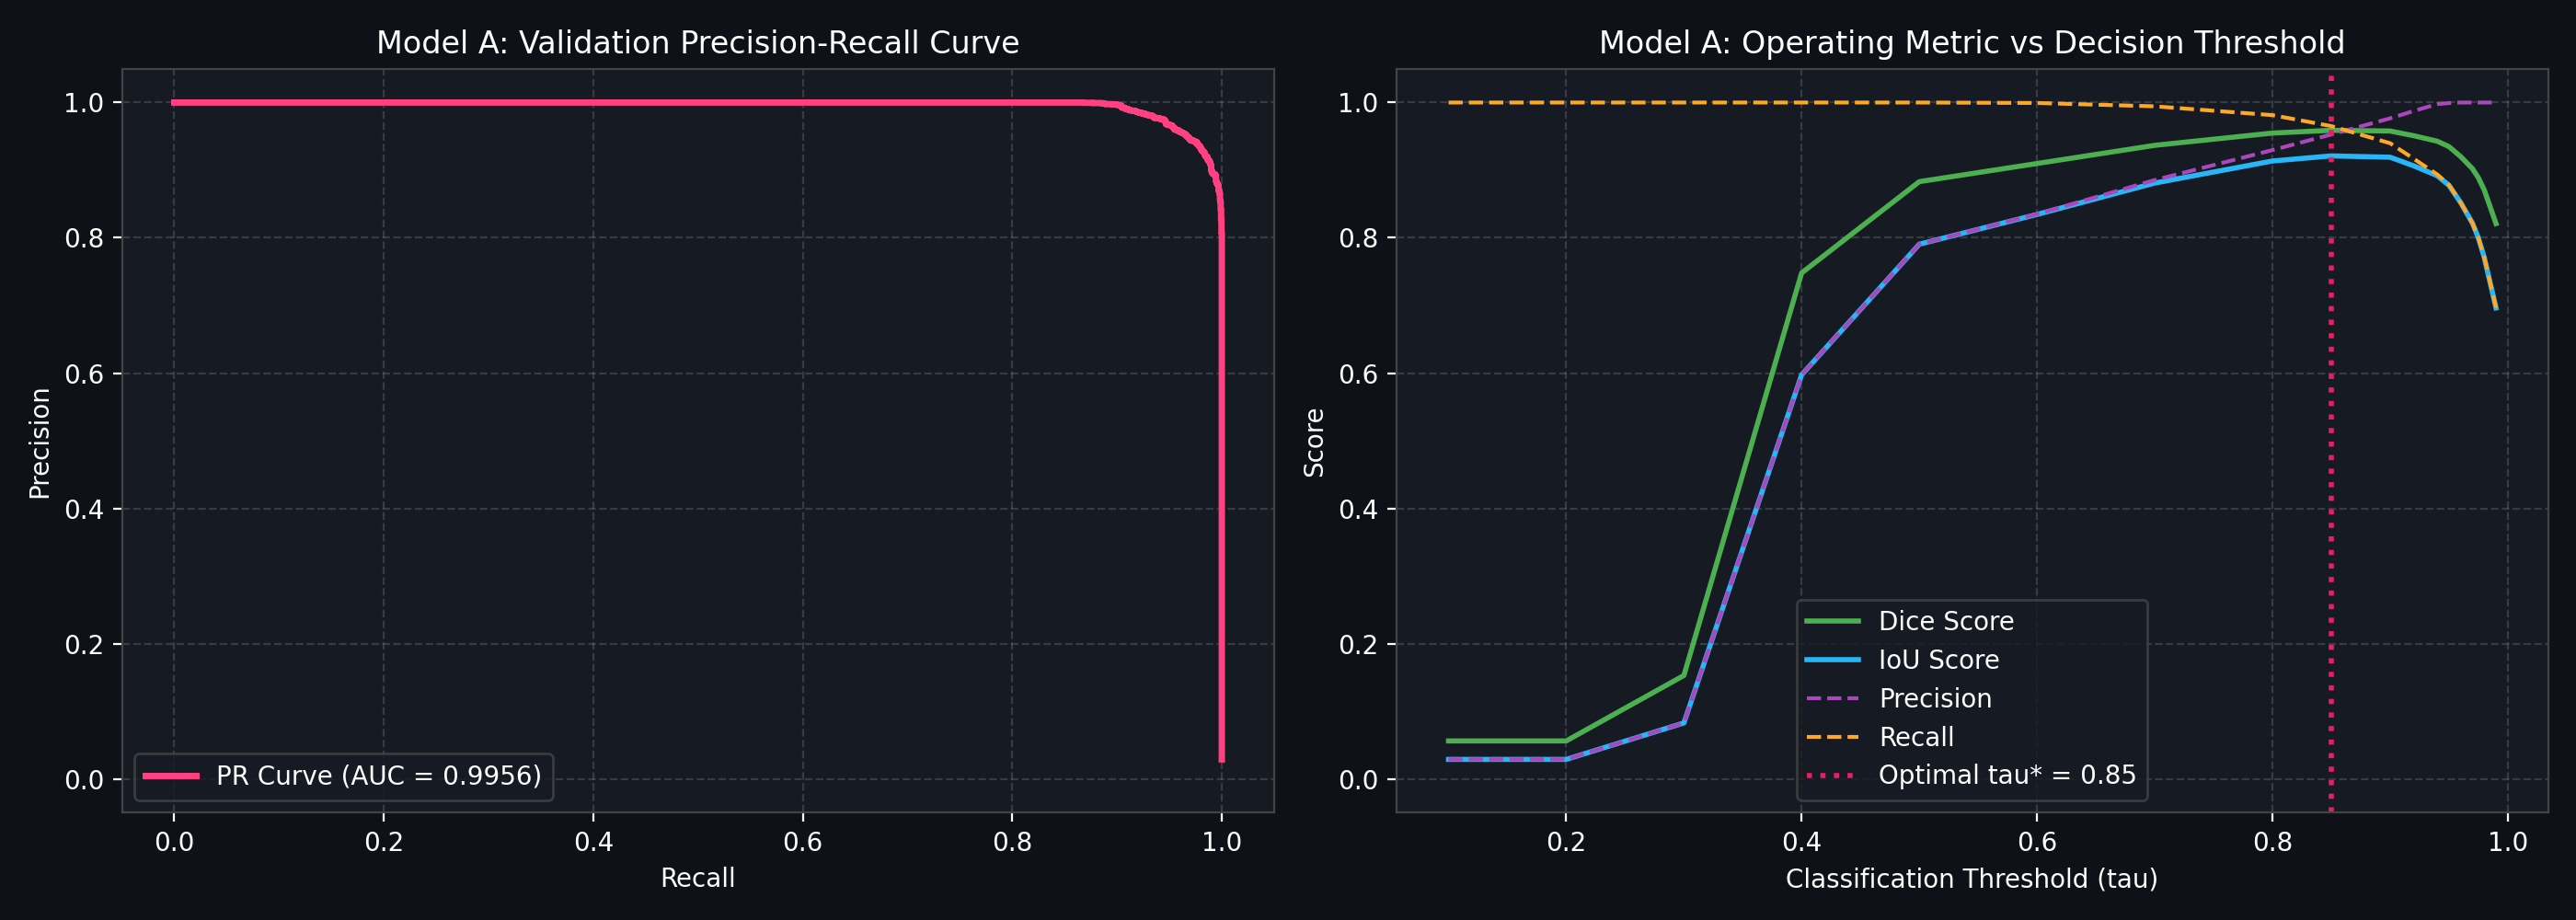 Model A: Validation Precision-Recall Curve
Precision
1.0
0.8
0.6
0.4
0.2
0.0
PR Curve (AUC = 0.9956)
0.0 0.2 0.4 0.6 0.8 1.0
Recall
Model A: Operating Metric vs Decision Threshold
Score
1.0
0.8
0.6
0.4
0.2
0.0
Dice Score
IoU Score
Precision
Recall
Optimal tau* = 0.85
0.2 0.4 0.6 0.8 1.0
Classification Threshold (tau)